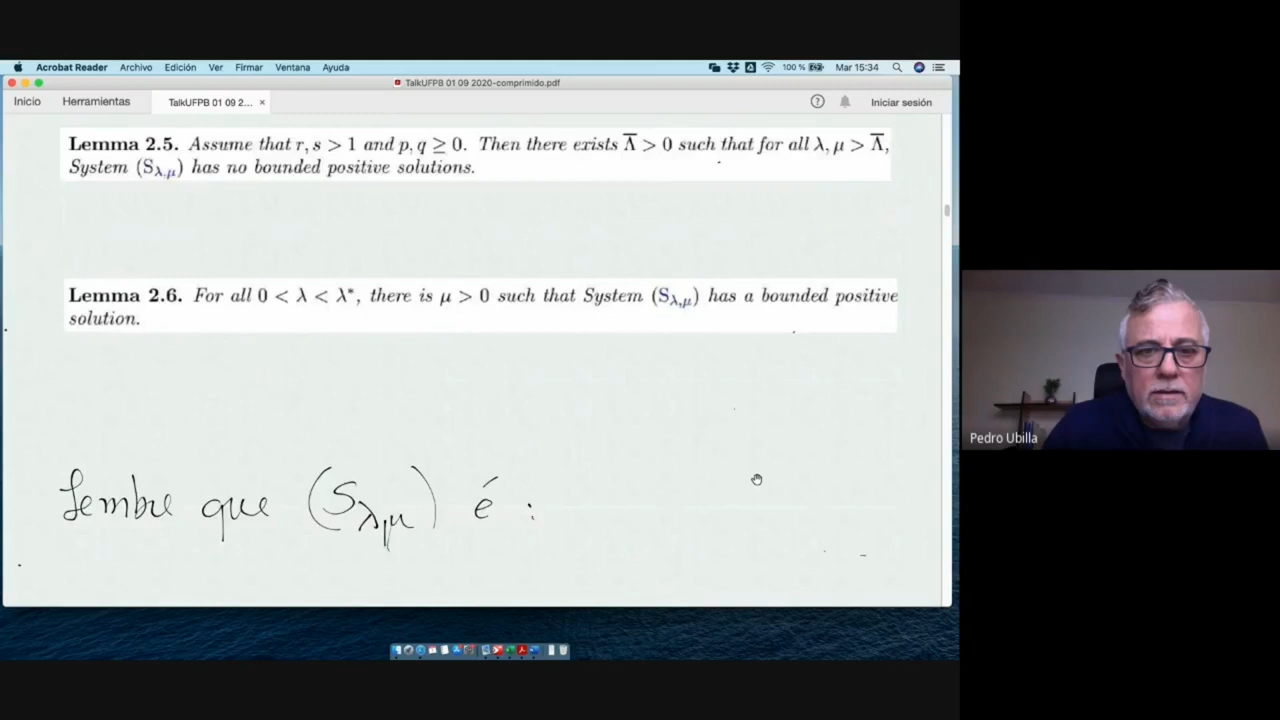 Acrobat Reader Archivo Edición Ver Firmar Ventana Ayuda 100 % Mar 15:34
TalkUFPB 01 09 2020-comprimido.pdf
Inicio Herramientas TalkUFPB 01 09 2... × Iniciar sesión
Lemma 2.5. Assume that r, s > 1 and p, q ≥ 0. Then there exists Λ̅ > 0 such that for all λ, μ > Λ̅,
System (Sλ,μ) has no bounded positive solutions.
Lemma 2.6. For all 0 < λ < λ*, there is μ > 0 such that System (Sλ,μ) has a bounded positive
solution.
Lembre que (Sλ,μ) é :
Pedro Ubilla